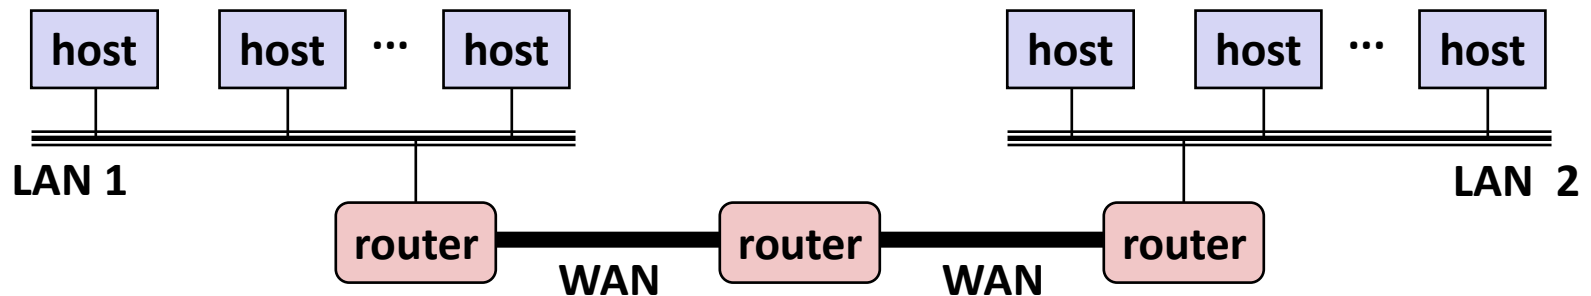 host host ... host host host ... host
LAN 1 LAN 2
router router router
WAN WAN